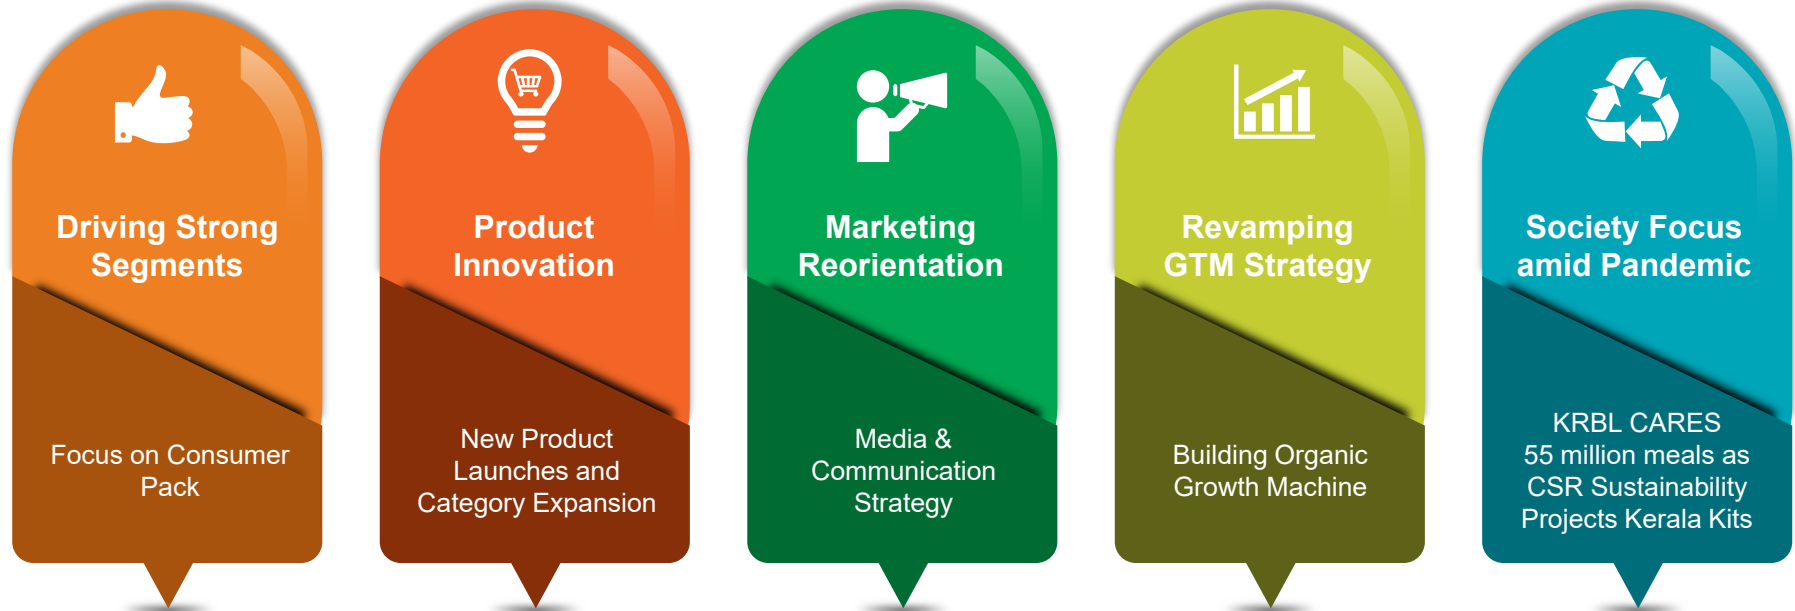 Driving Strong
Segments
Focus on Consumer
Pack
Product
Innovation
New Product
Launches and
Category Expansion
Marketing
Reorientation
Media &
Communication
Strategy
Revamping
GTM Strategy
Building Organic
Growth Machine
Society Focus
amid Pandemic
KRBL CARES
55 million meals as
CSR Sustainability
Projects Kerala Kits